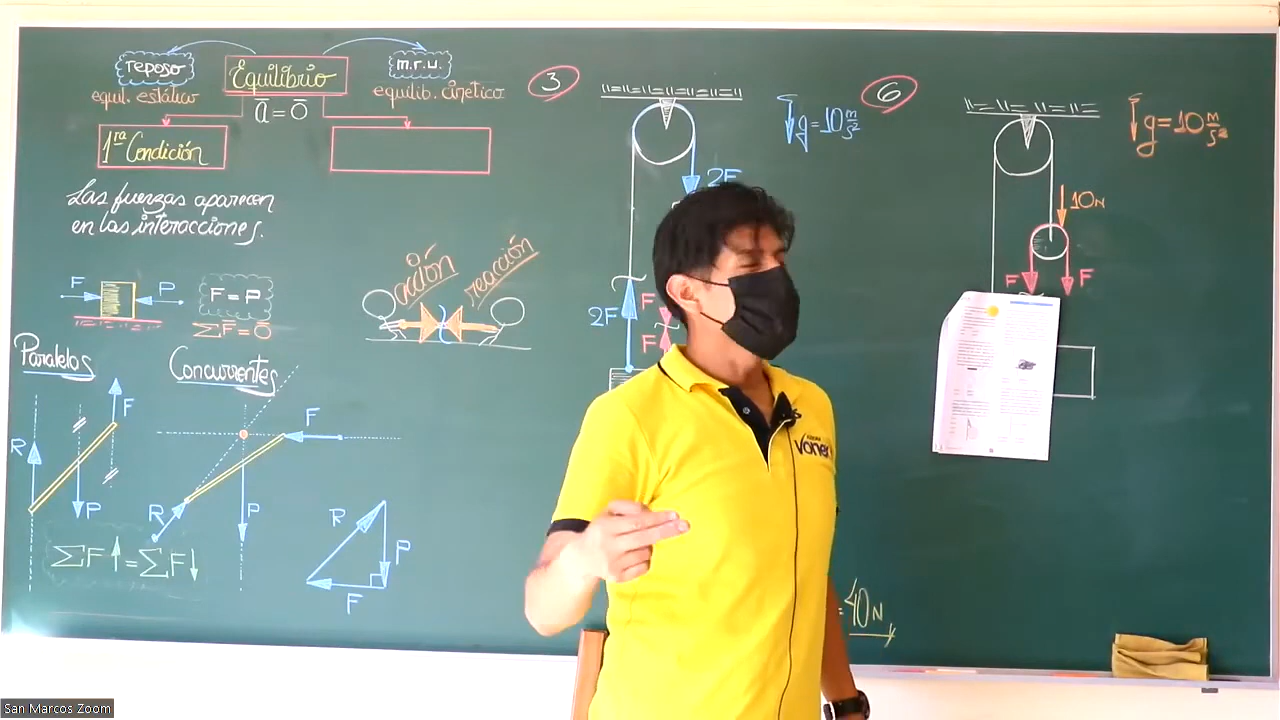 reposo
Equilibrio
m.r.u.
equil. estático
equilib. cinético
a̅=0̅
1ra Condición
Las fuerzas aparecen
en las interacciones.
F
P
F = P
ΣF=0̅
acción
reacción
Paralelos
R
F
P
ΣF↑=ΣF↓
Concurrentes
F
R
P
R
P
F
3
g=10 m/s²
2F
2F
F
F
6
g=10 m/s²
10N
F
F
=40N
Vonex
San Marcos Zoom